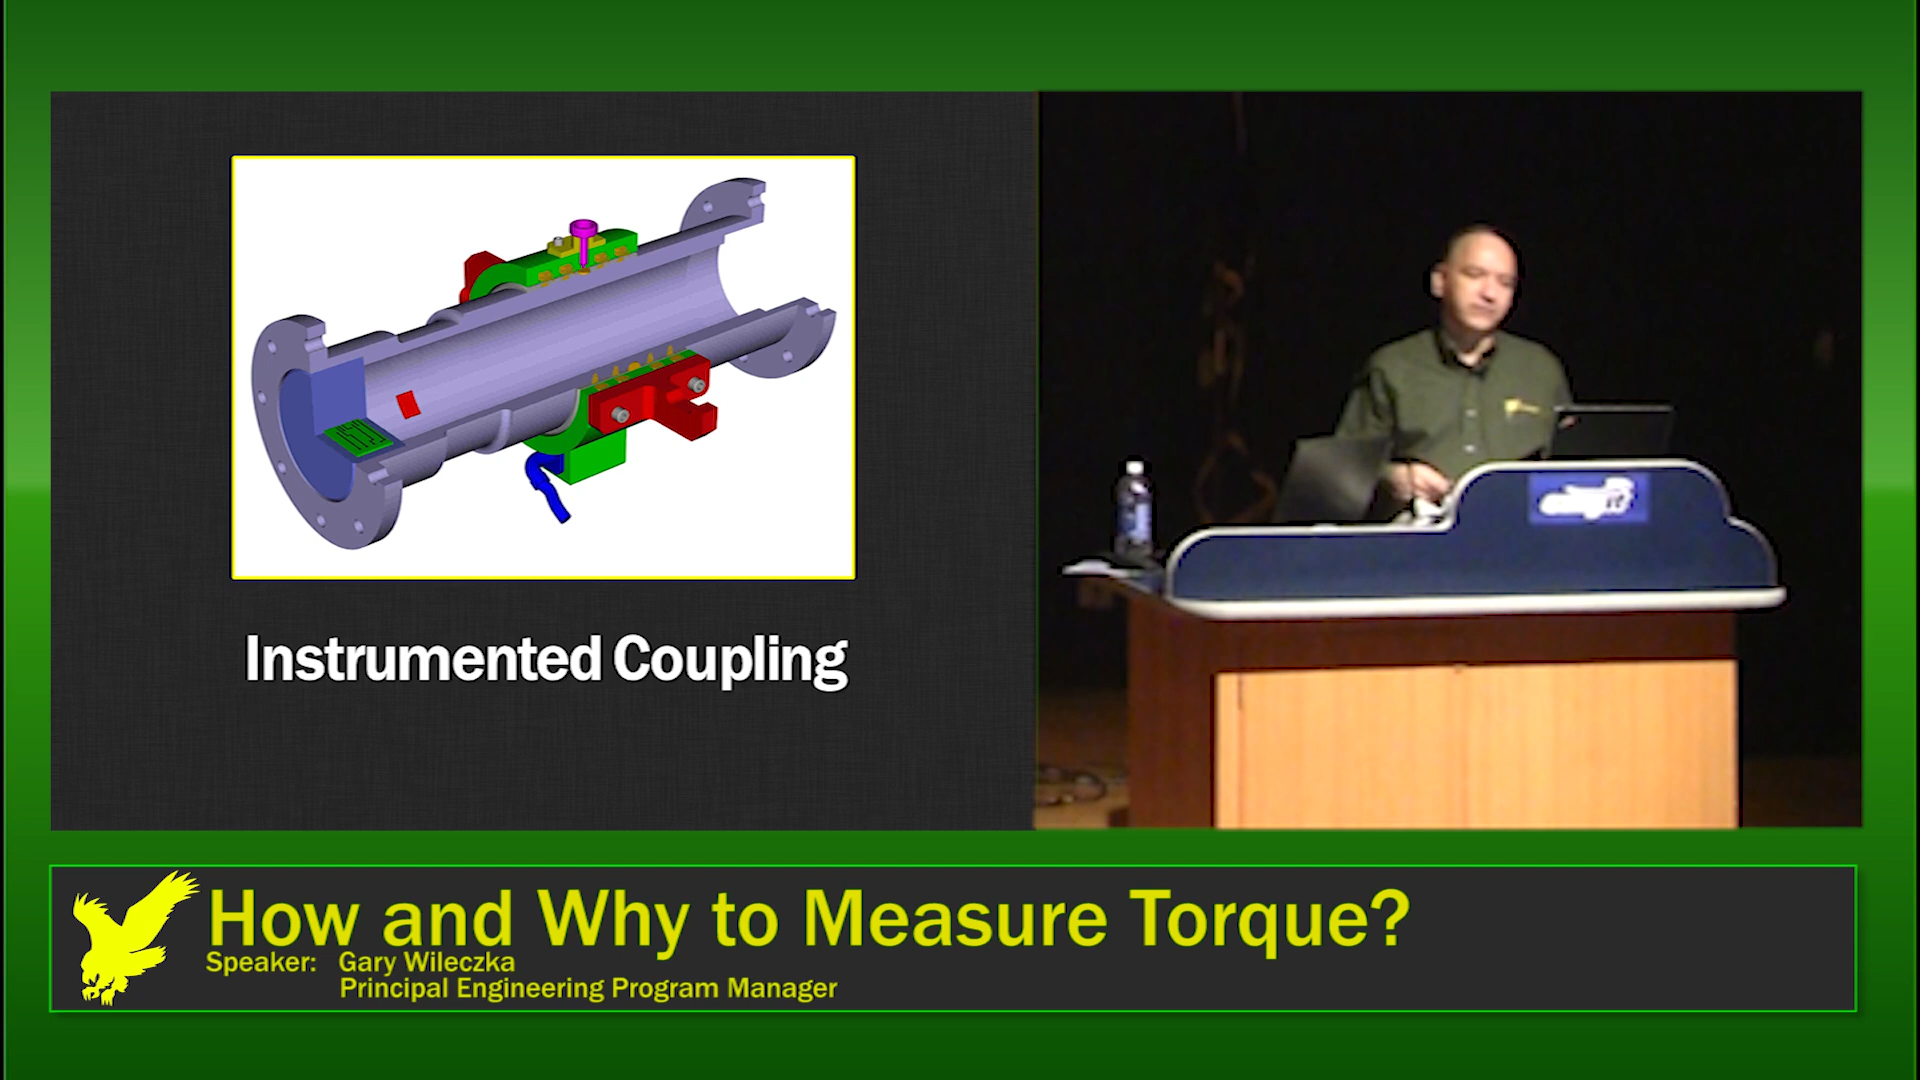 Instrumented Coupling
How and Why to Measure Torque?
Speaker: Gary Wileczka
Principal Engineering Program Manager